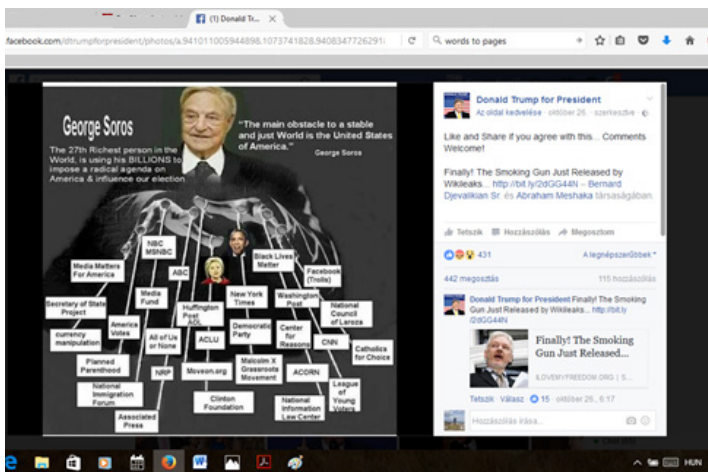 (1) Donald Tr...
facebook.com/dtrumpforpresident/photos/a.941011005944898.1073741828.940834772629
words to pages
George Soros
The 27th Richest person in the
World, is using his BILLIONS to
impose a radical agenda on
America & influence our election
"The main obstacle to a stable
and just World is the United States
of America."
George Soros
NBC
MSNBC
Media Matters
For America
ABC
Black Lives
Matter
Facebook
(Trolls)
Secretary of State
Project
Media
Fund
Huffington
Post
AOL
New York
Times
Washington
Post
National
Council
of Laroza
currency
manipulation
America
Votes
All of Us
or None
ACLU
Democratic
Party
Center
for
Reasons
CNN
Catholics
for Choice
Planned
Parenthood
NRP
Moveon.org
Malcolm X
Grassroots
Movement
ACORN
National
Immigration
Forum
Clinton
Foundation
National
Information
Law Center
League
of
Young
Voters
Associated
Press
Donald Trump for President
Az oldal kedvelése · október 26. · szerkesztve ·
Like and Share if you agree with this... Comments
Welcome!
Finally! The Smoking Gun Just Released by
Wikileaks... http://bit.ly/2dGG44N – Bernard
Djevalikian Sr. és Abraham Meshaka társaságában.
Tetszik Hozzászólás Megosztom
431
A legnépszerűbbek
442 megosztás
115 hozzászólás
Donald Trump for President Finally! The Smoking
Gun Just Released by Wikileaks... http://bit.ly
/2dGG44N
Finally! The Smoking
Gun Just Released...
ILOVEMYFREEDOM.ORG | S...
Tetszik Válasz 15 október 26., 6:17
Hozzászólás írása...
HUN